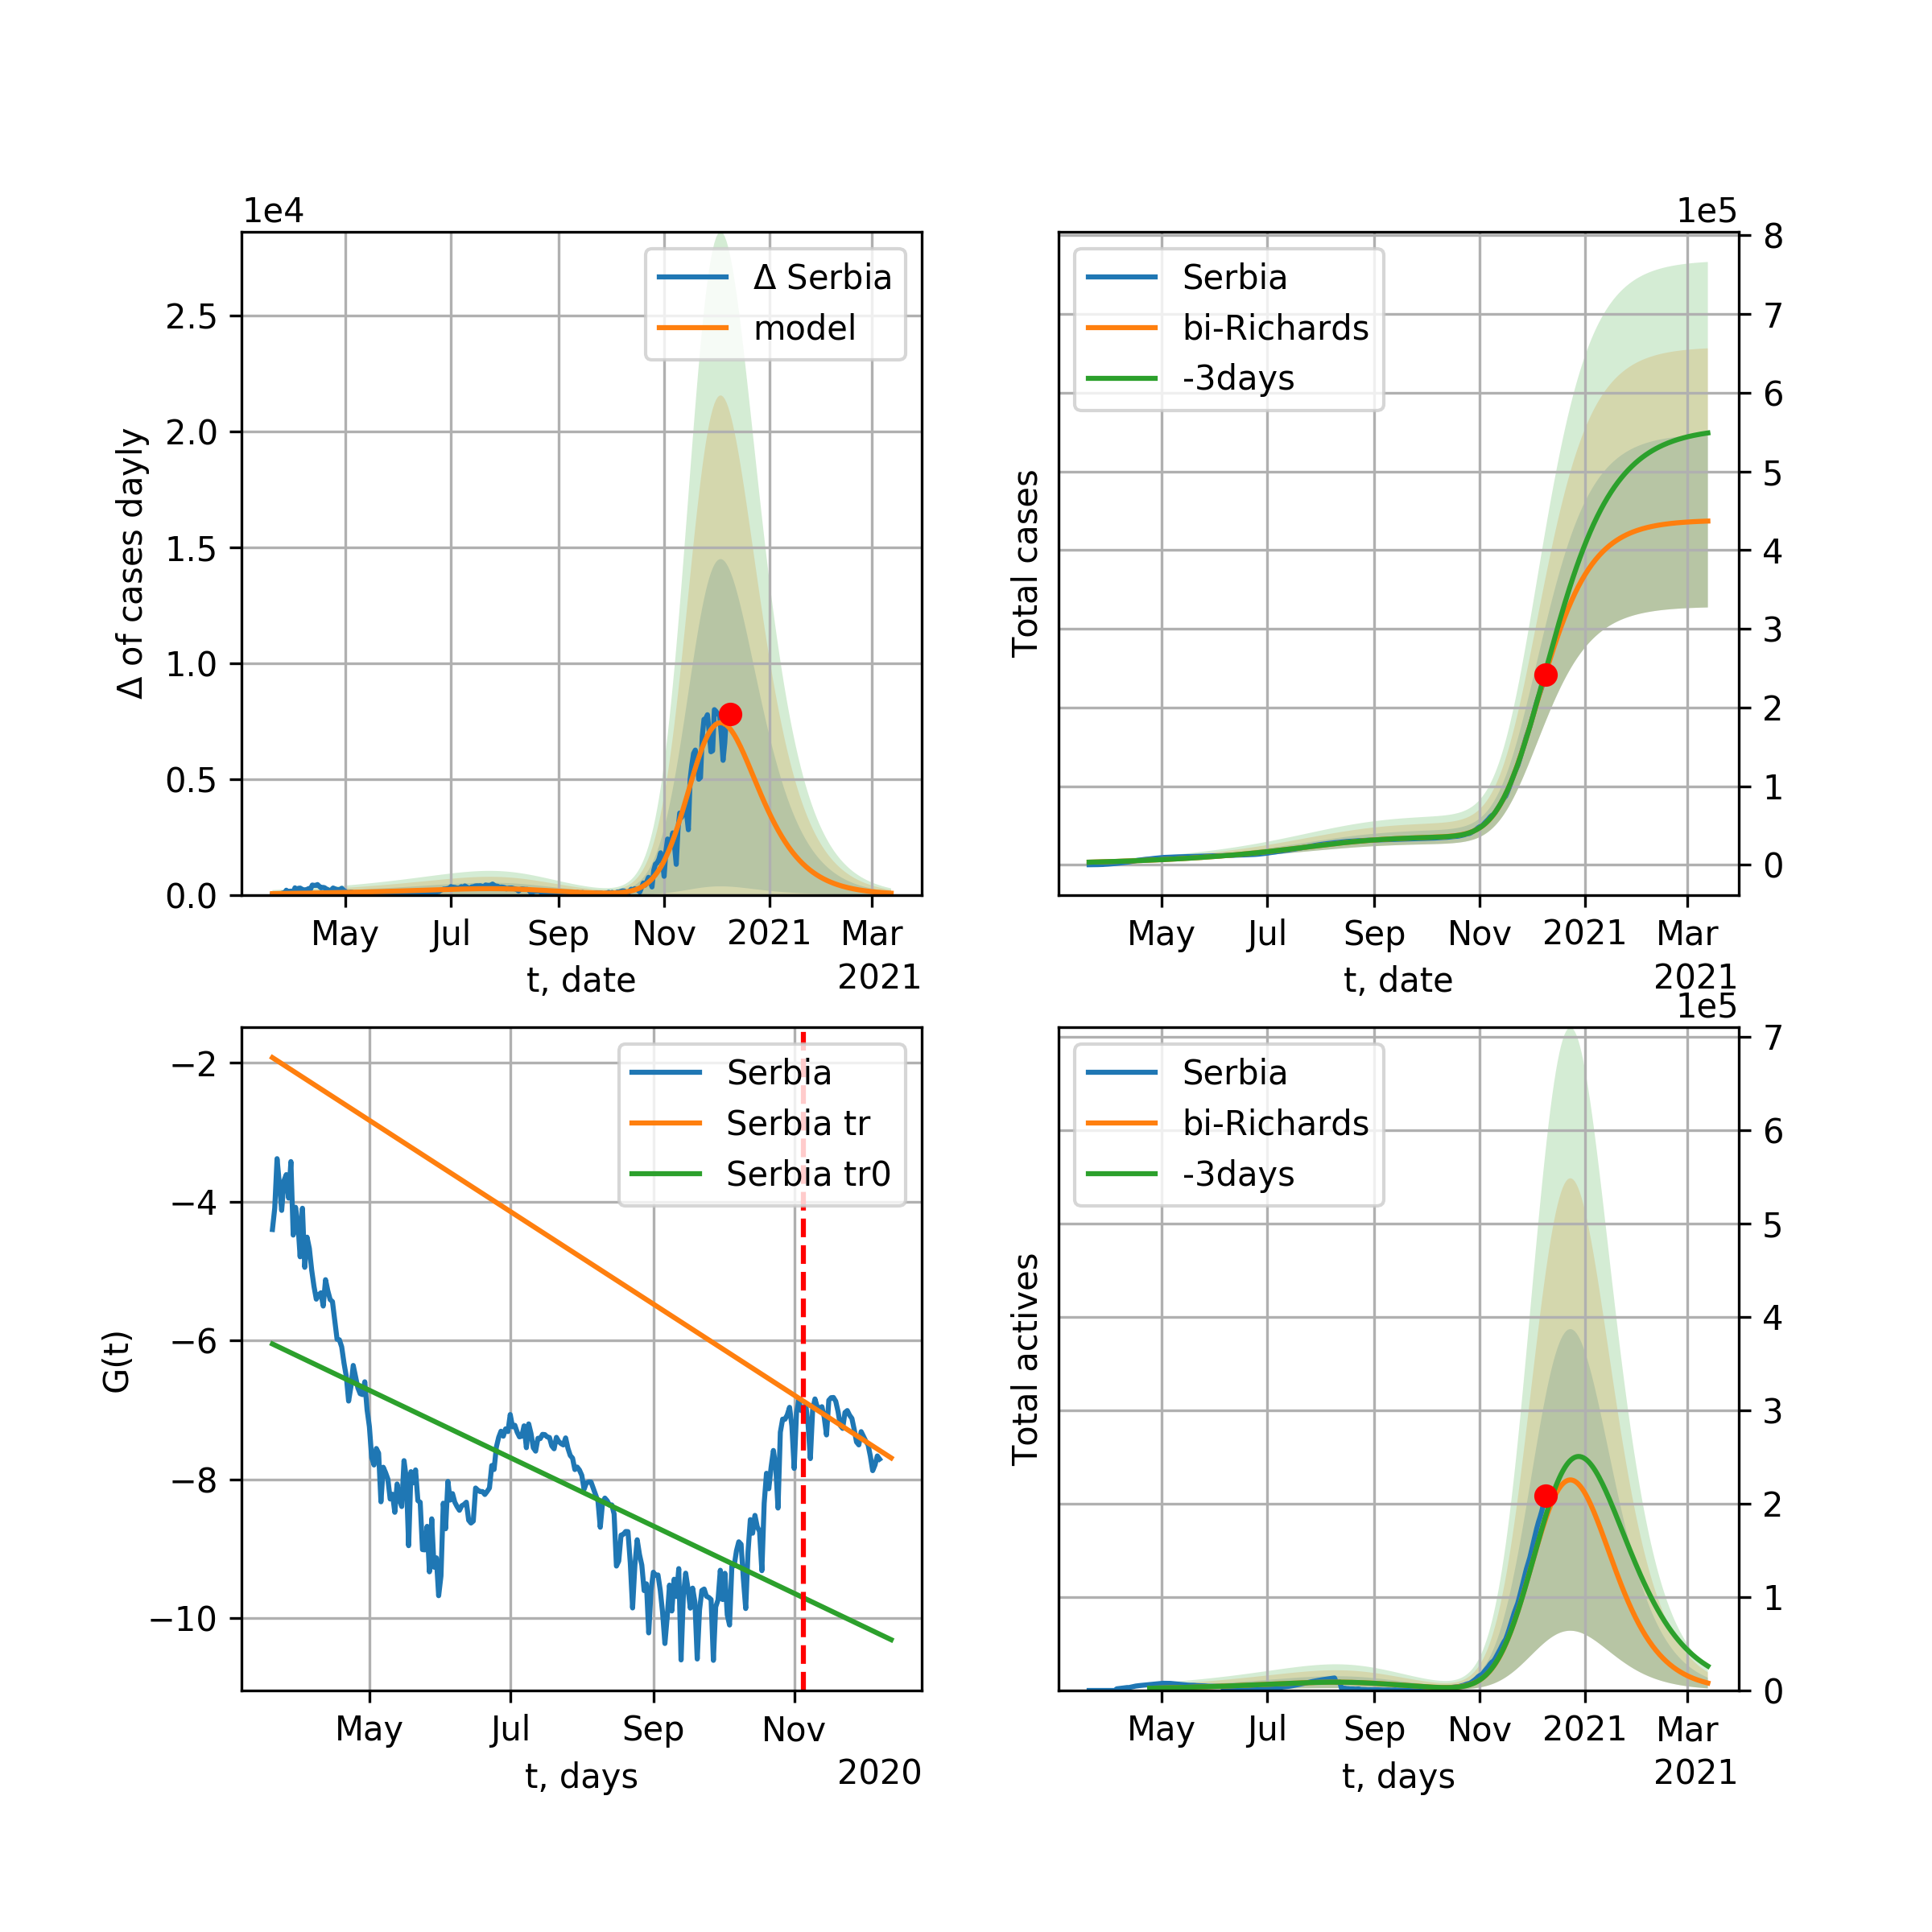 1e4
Δ of cases dayly
2.5
2.0
1.5
1.0
0.5
0.0
Δ Serbia
model
May Jul Sep Nov 2021 Mar
t, date
2021
1e5
Total cases
Serbia
bi-Richards
-3days
8
7
6
5
4
3
2
1
0
May Jul Sep Nov 2021 Mar
t, date
2021
G(t)
−2
−4
−6
−8
−10
Serbia
Serbia tr
Serbia tr0
May Jul Sep Nov
t, days
2020
1e5
Total actives
Serbia
bi-Richards
-3days
7
6
5
4
3
2
1
0
May Jul Sep Nov 2021 Mar
t, days
2021